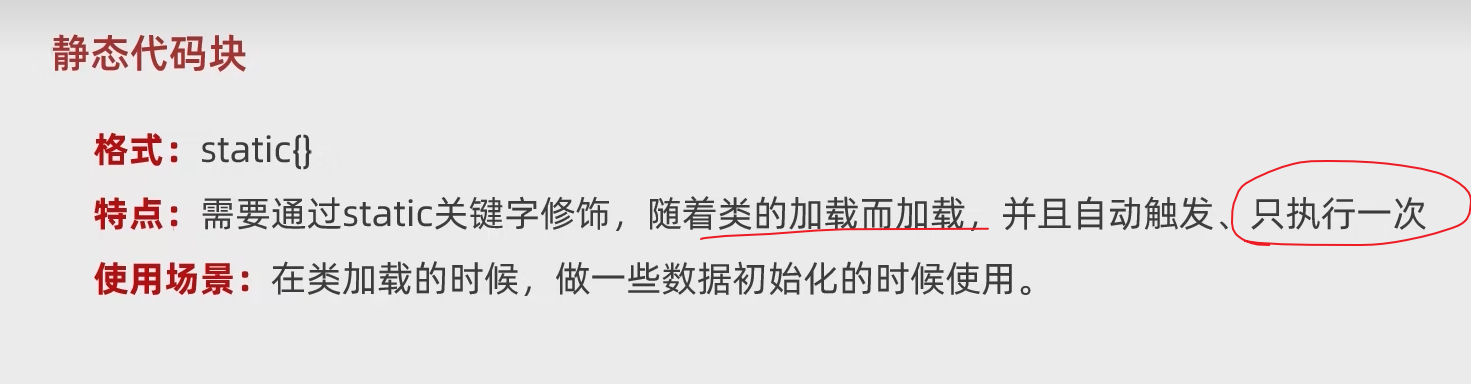 静态代码块
格式：static{}
特点：需要通过static关键字修饰，随着类的加载而加载，并且自动触发、只执行一次
使用场景：在类加载的时候，做一些数据初始化的时候使用。